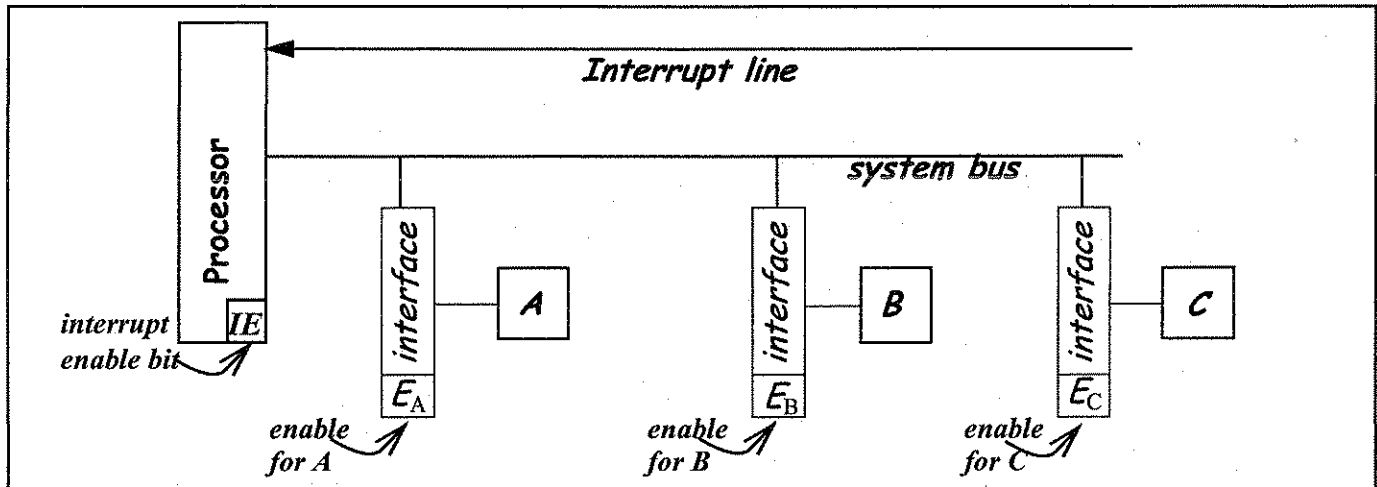 Interrupt line
Processor
system bus
interface
interface
interface
A
B
C
IE
interrupt
enable bit
EA
EB
EC
enable
for A
enable
for B
enable
for C